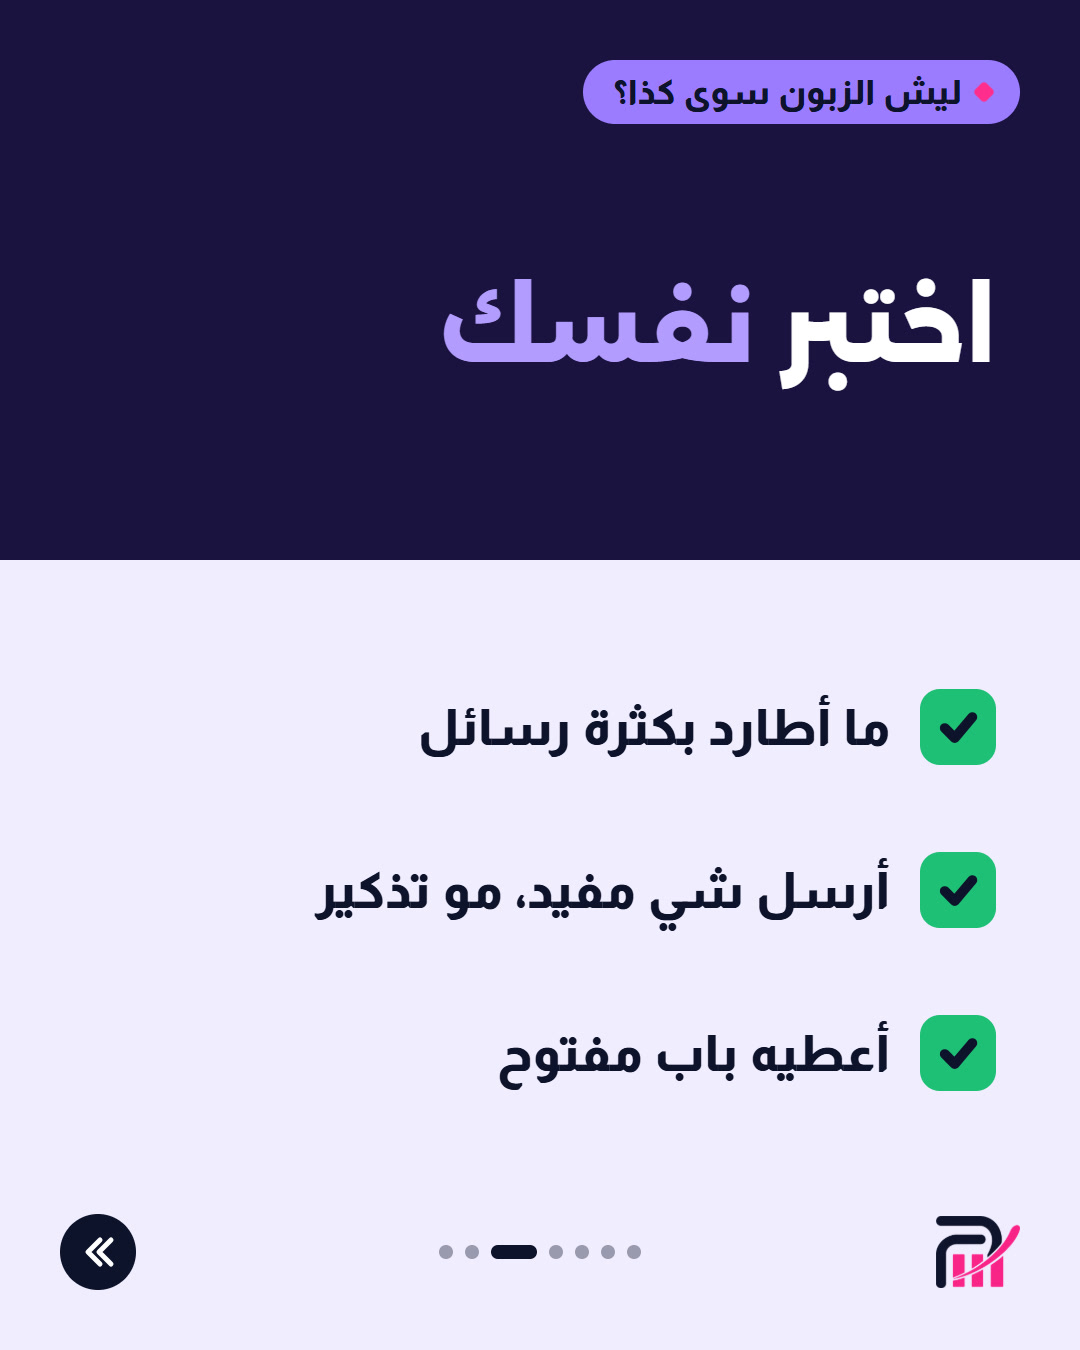 ليش الزبون سوى كذا؟
اختبر نفسك
ما أطارد بكثرة رسائل
أرسل شي مفيد، مو تذكير
أعطيه باب مفتوح